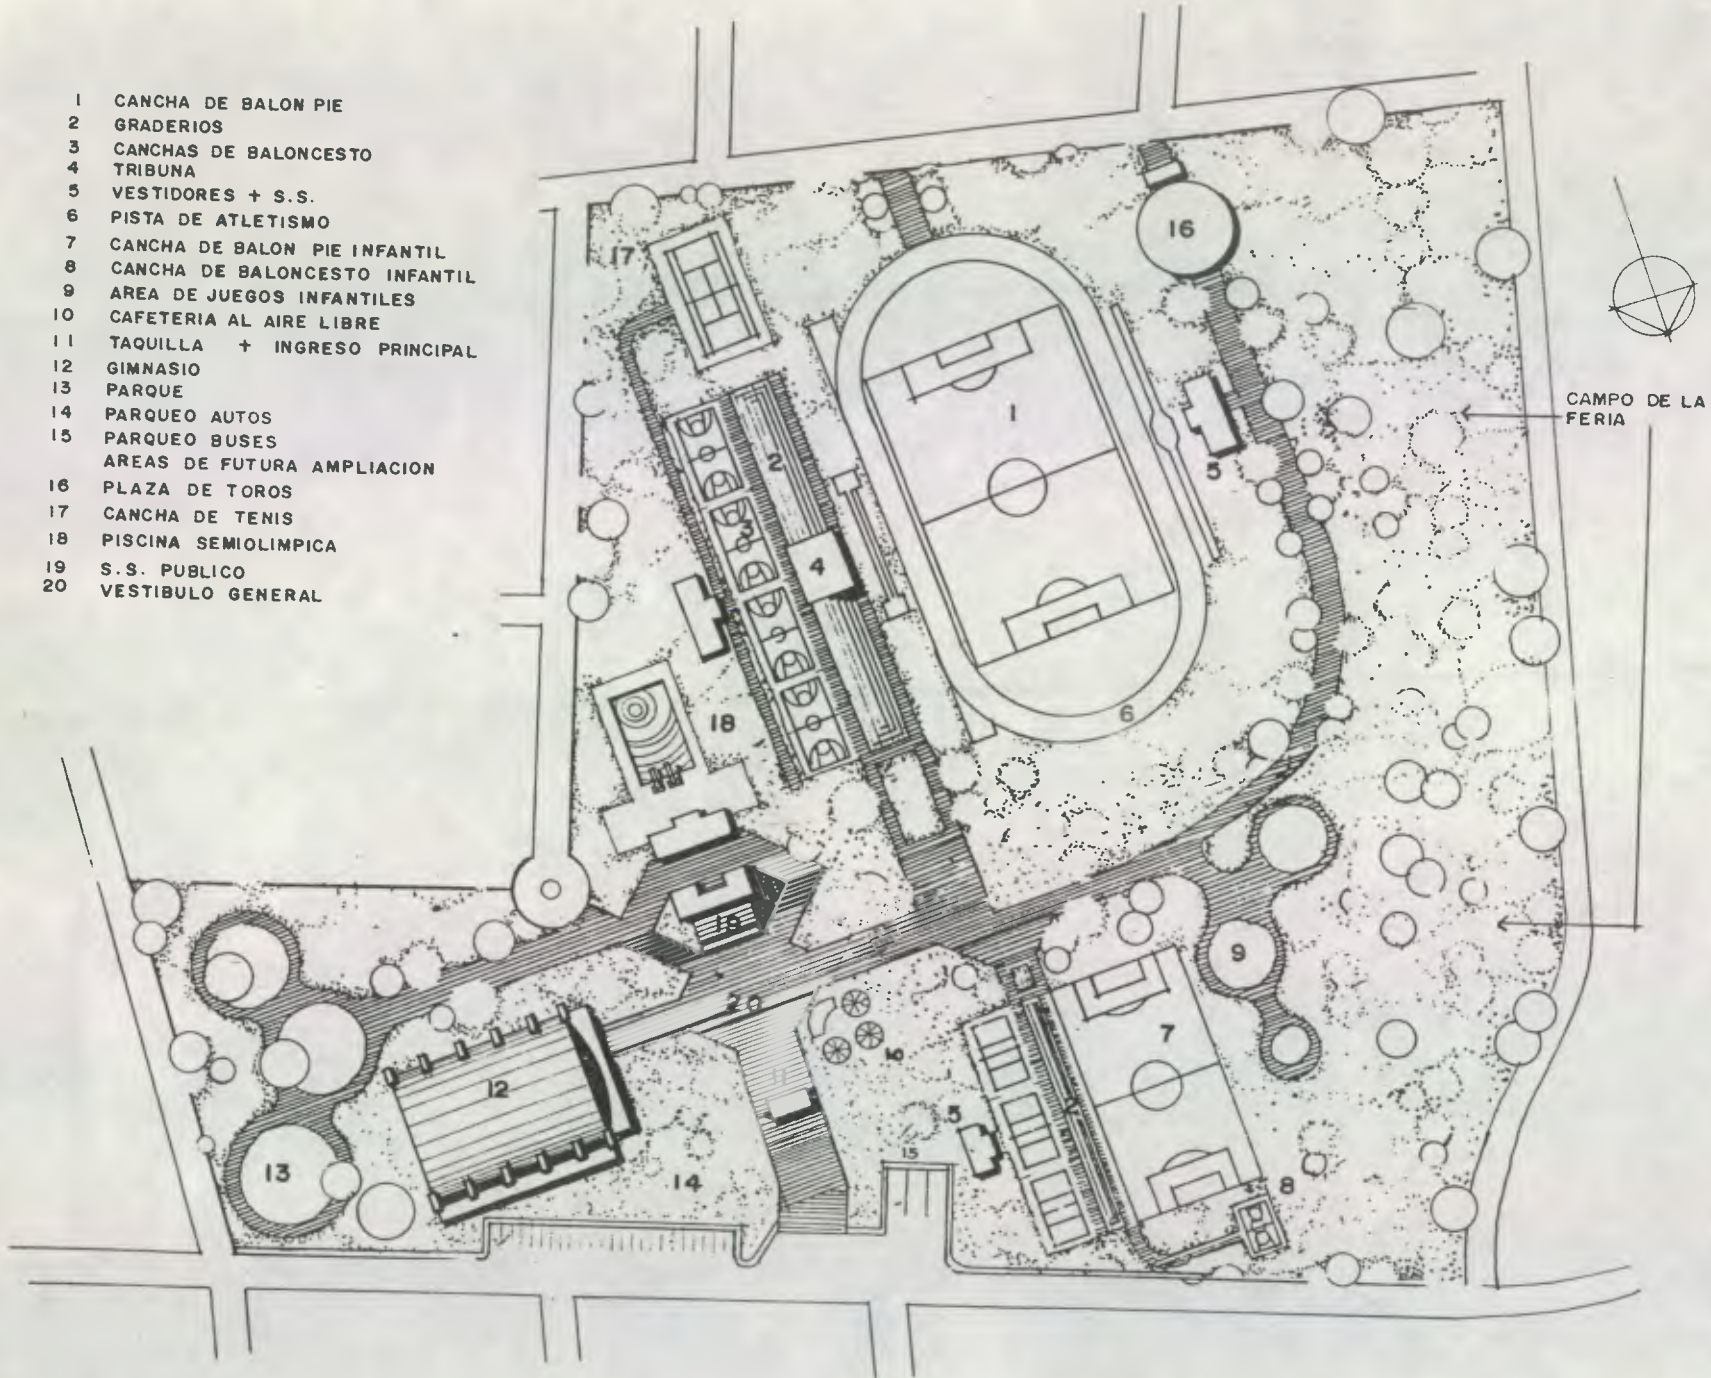 1 CANCHA DE BALON PIE
2 GRADERIOS
3 CANCHAS DE BALONCESTO
4 TRIBUNA
5 VESTIDORES + S.S.
6 PISTA DE ATLETISMO
7 CANCHA DE BALON PIE INFANTIL
8 CANCHA DE BALONCESTO INFANTIL
9 AREA DE JUEGOS INFANTILES
10 CAFETERIA AL AIRE LIBRE
11 TAQUILLA + INGRESO PRINCIPAL
12 GIMNASIO
13 PARQUE
14 PARQUEO AUTOS
15 PARQUEO BUSES
AREAS DE FUTURA AMPLIACION
16 PLAZA DE TOROS
17 CANCHA DE TENIS
18 PISCINA SEMIOLIMPICA
19 S.S. PUBLICO
20 VESTIBULO GENERAL
16
17
CAMPO DE LA
FERIA
1
2
5
3
4
18
6
19
9
20
7
10
12
11
5
2
15
13
14
8